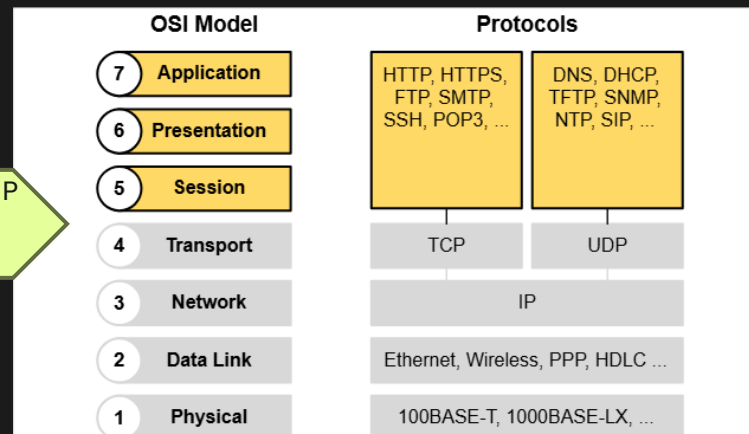 OSI Model
Protocols
7 Application
6 Presentation
5 Session
4 Transport
3 Network
2 Data Link
1 Physical
HTTP, HTTPS,
FTP, SMTP,
SSH, POP3, ...
DNS, DHCP,
TFTP, SNMP,
NTP, SIP, ...
TCP
UDP
IP
Ethernet, Wireless, PPP, HDLC ...
100BASE-T, 1000BASE-LX, ...
P